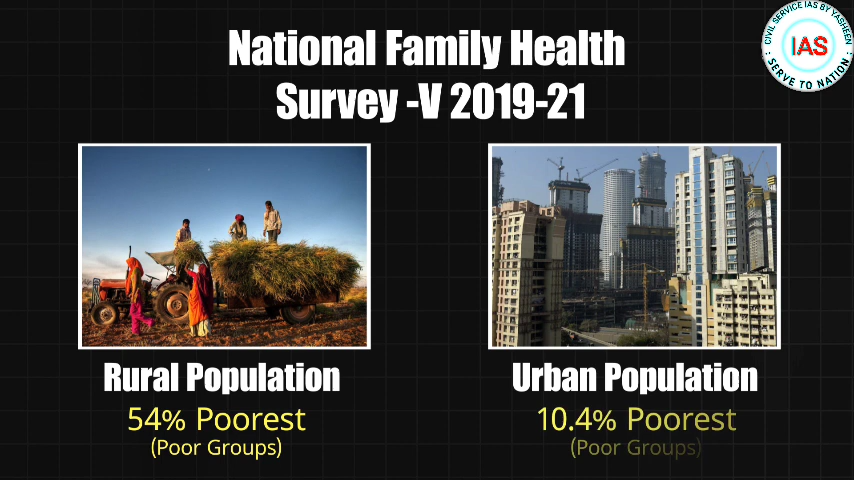 National Family Health
Survey -V 2019-21
CIVIL SERVICE IAS BY YASHEEN
IAS
SERVE TO NATION
Rural Population
Urban Population
54% Poorest
10.4% Poorest
(Poor Groups)
(Poor Groups)